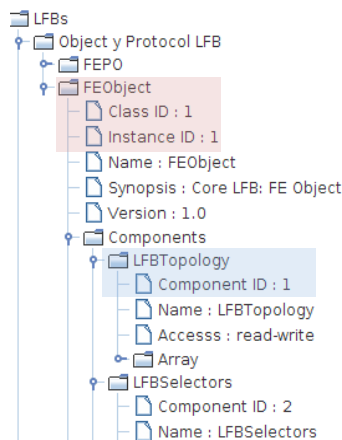 LFBs
Object y Protocol LFB
FEPO
FEObject
Class ID : 1
Instance ID : 1
Name : FEObject
Synopsis : Core LFB: FE Object
Version : 1.0
Components
LFBTopology
Component ID : 1
Name : LFBTopology
Accesss : read-write
Array
LFBSelectors
Component ID : 2
Name : LFBSelectors